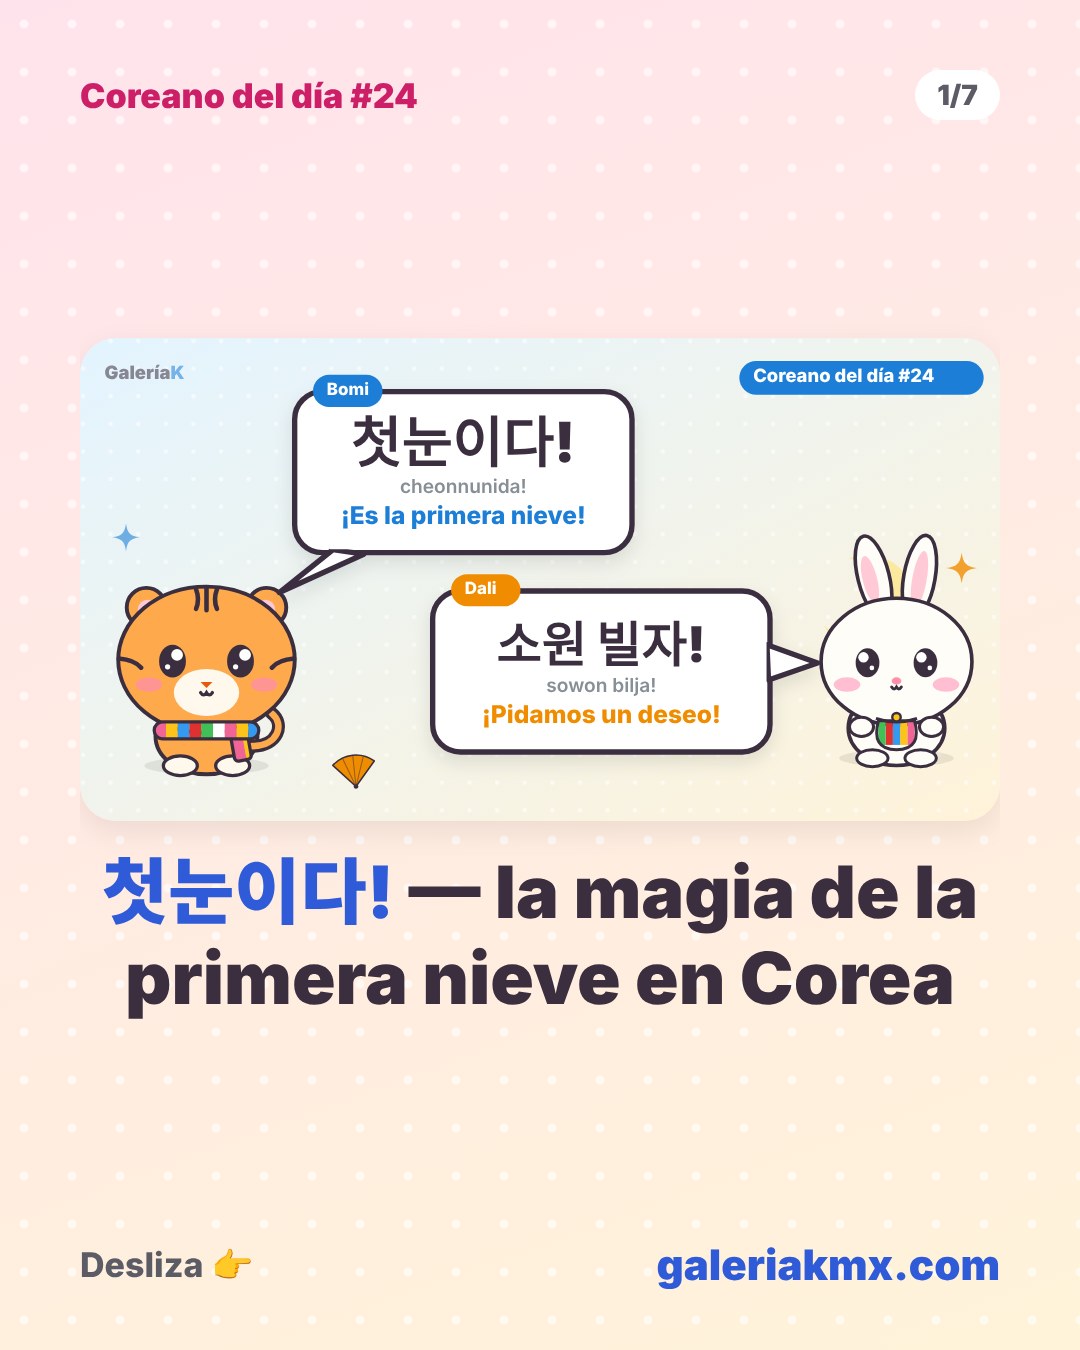 Coreano del día #24
1/7
GaleríaK
Coreano del día #24
Bomi
첫눈이다!
cheonnunida!
¡Es la primera nieve!
Dali
소원 빌자!
sowon bilja!
¡Pidamos un deseo!
첫눈이다! — la magia de la
primera nieve en Corea
Desliza 👉
galeriakmx.com